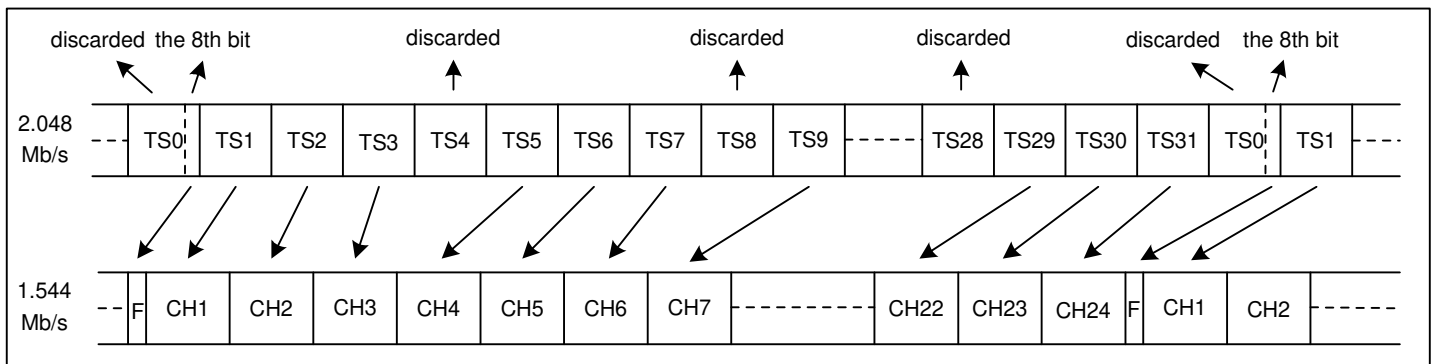 discarded the 8th bit discarded discarded discarded discarded the 8th bit
2.048
Mb/s
TS0 TS1 TS2 TS3 TS4 TS5 TS6 TS7 TS8 TS9 TS28 TS29 TS30 TS31 TS0 TS1
1.544
Mb/s
F CH1 CH2 CH3 CH4 CH5 CH6 CH7 CH22 CH23 CH24 F CH1 CH2